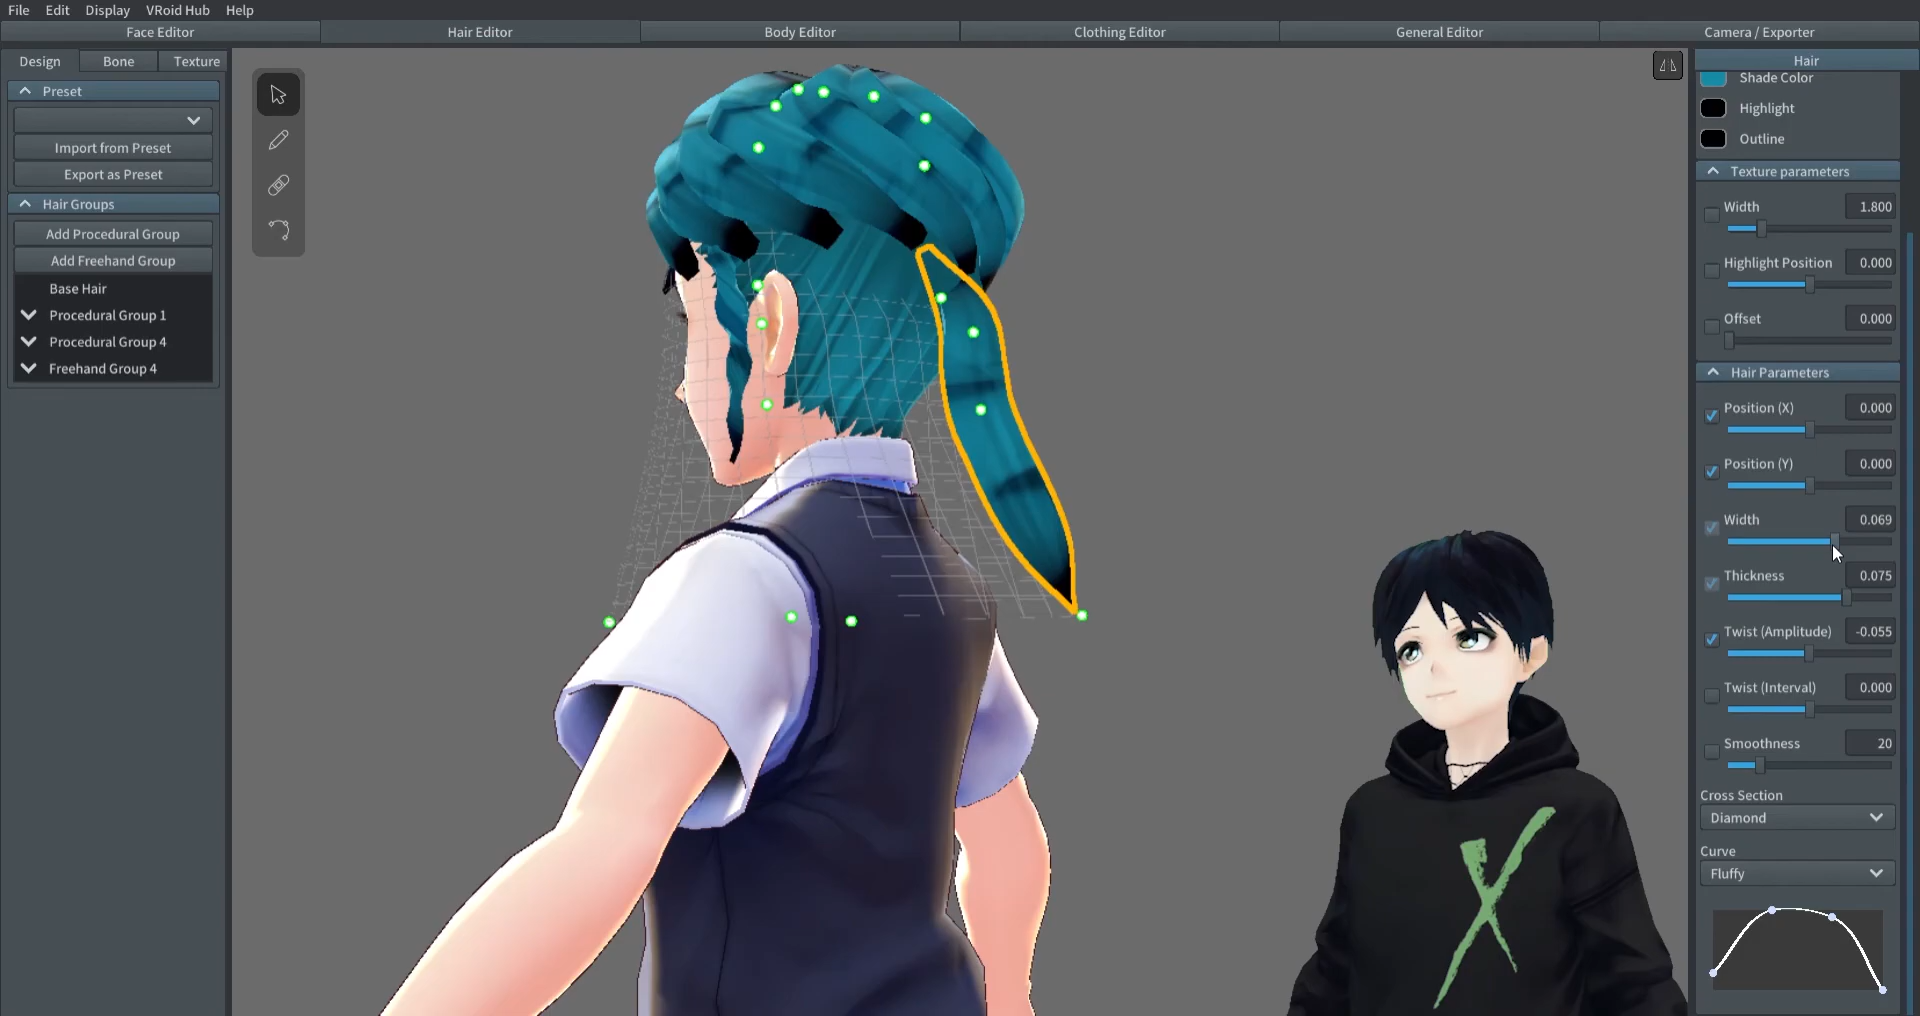 File Edit Display VRoid Hub Help
Face Editor Hair Editor Body Editor Clothing Editor General Editor Camera / Exporter
Design Bone Texture
Preset
Import from Preset
Export as Preset
Hair Groups
Add Procedural Group
Add Freehand Group
Base Hair
Procedural Group 1
Procedural Group 4
Freehand Group 4
Hair
Shade Color
Highlight
Outline
Texture parameters
Width 1.800
Highlight Position 0.000
Offset 0.000
Hair Parameters
Position (X) 0.000
Position (Y) 0.000
Width 0.069
Thickness 0.075
Twist (Amplitude) -0.055
Twist (Interval) 0.000
Smoothness 20
Cross Section
Diamond
Curve
Fluffy
X